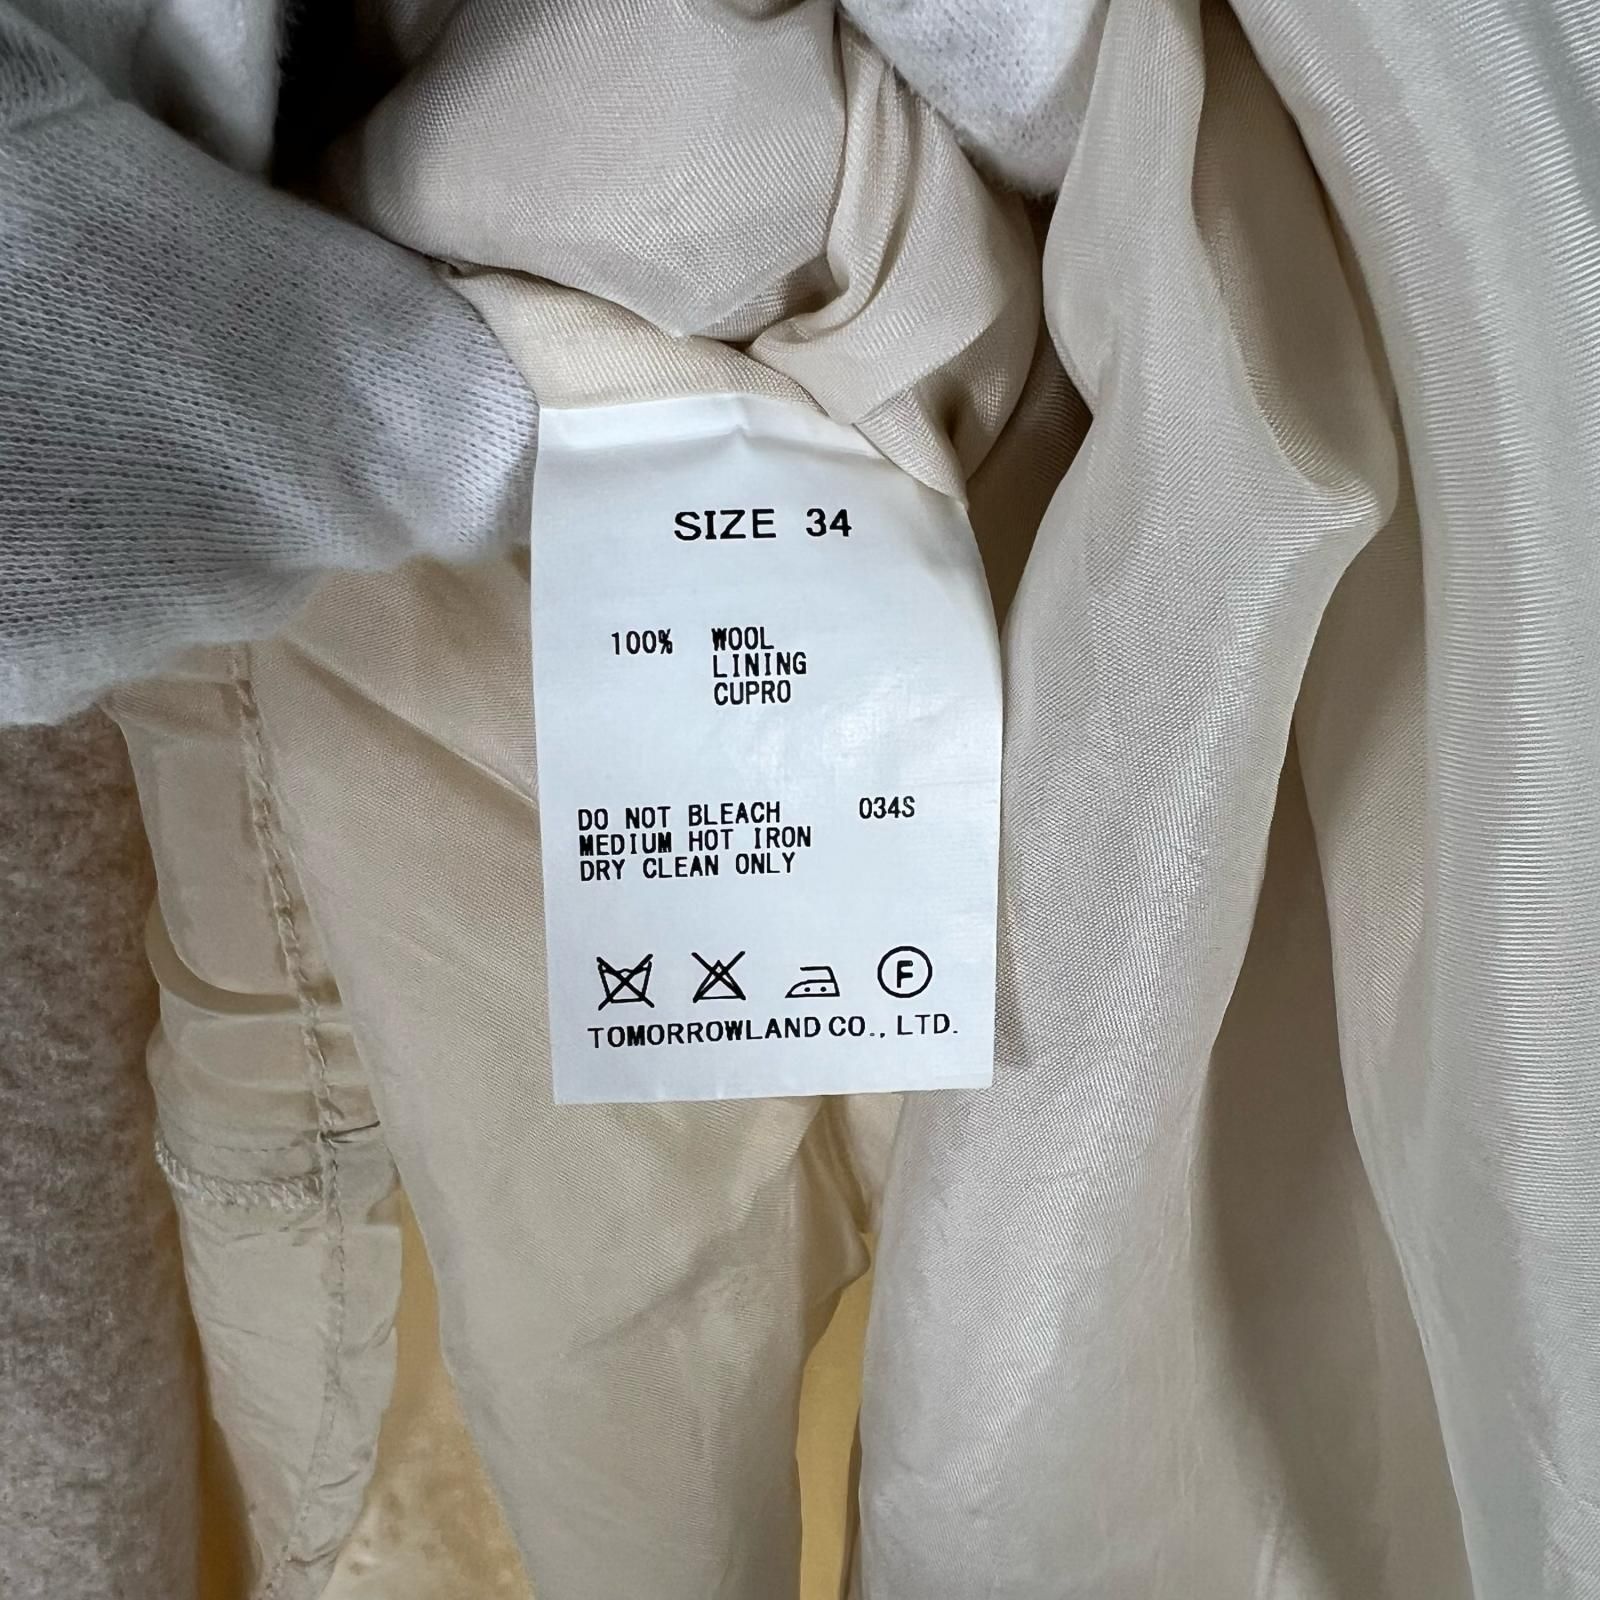 SIZE 34
100% WOOL
LINING
CUPRO
DO NOT BLEACH 034S
MEDIUM HOT IRON
DRY CLEAN ONLY
F
TOMORROWLAND CO., LTD.